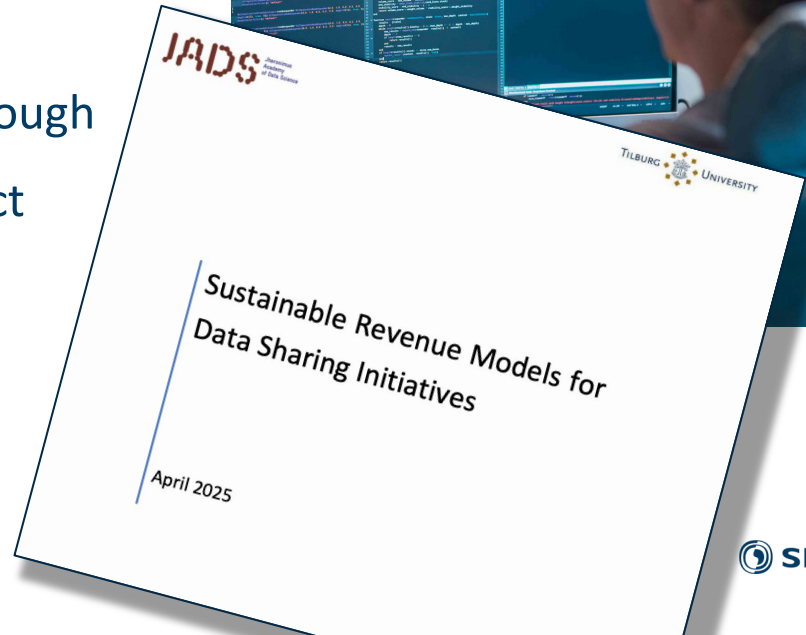 ough
ct
JADS
Jheronimus
Academy
of Data Science
TILBURG UNIVERSITY
Sustainable Revenue Models for
Data Sharing Initiatives
April 2025